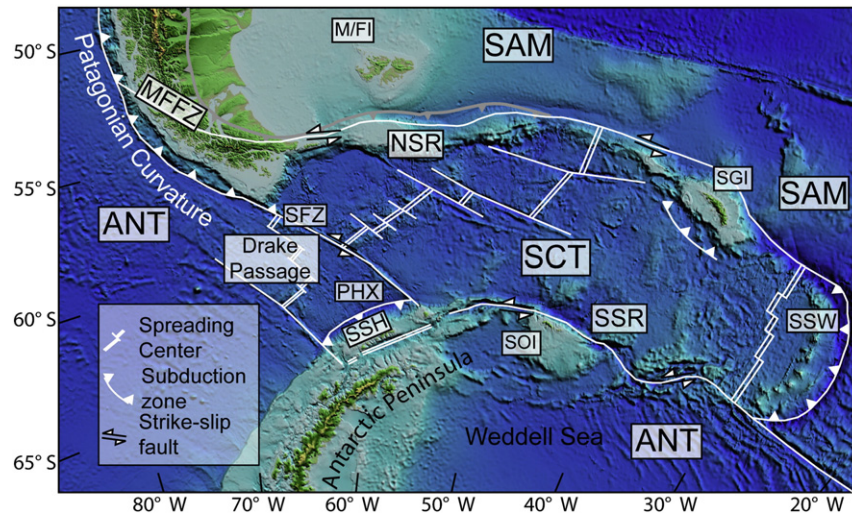 50° S
55° S
60° S
65° S
M/FI
SAM
MFFZ
NSR
Patagonian Curvature
SGI
SAM
ANT
SFZ
Drake
Passage
SCT
PHX
SSH
SSR
SSW
SOI
Antarctic Peninsula
Weddell Sea
ANT
Spreading
Center
Subduction
zone
Strike-slip
fault
80° W
70° W
60° W
50° W
40° W
30° W
20° W